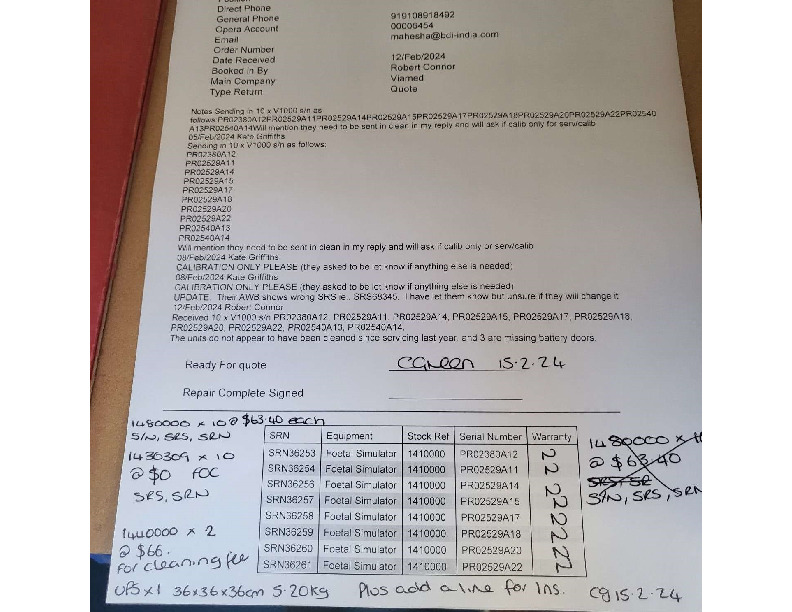 Direct Phone
General Phone 919108918492
Opera Account 00006454
Email mahesha@bdi-india.com
Order Number
Date Received 12/Feb/2024
Booked In By Robert Connor
Main Company Viamed
Type Return Quote
Notes Sending in 10 x V1000 s/n as
follows:PR02380A12PR02529A11PR02529A14PR02529A15PR02529A17PR02529A18PR02529A20PR02529A22PR02540
A13PR02540A14Will mention they need to be sent in clean in my reply and will ask if calib only for serv/calib
05/Feb/2024 Kate Griffiths
Sending in 10 x V1000 s/n as follows:
PR02380A12
PR02529A11
PR02529A14
PR02529A15
PR02529A17
PR02529A18
PR02529A20
PR02529A22
PR02540A13
PR02540A14
Will mention they need to be sent in clean in my reply and will ask if calib only or serv/calib
08/Feb/2024 Kate Griffiths
CALIBRATION ONLY PLEASE (they asked to be let know if anything else is needed)
08/Feb/2024 Kate Griffiths
CALIBRATION ONLY PLEASE (they asked to be let know if anything else is needed)
UPDATE. Their AWB shows wrong SRS ie.. SRS68345. I have let them know but unsure if they will change it
12/Feb/2024 Robert Connor
Received 10 x V1000 s/n PR02380A12, PR02529A11, PR02529A14, PR02529A15, PR02529A17, PR02529A18,
PR02529A20, PR02529A22, PR02540A13, PR02540A14.
The units do not appear to have been cleaned since servicing last year, and 3 are missing battery doors.
Ready For quote CGreen 15.2.24
Repair Complete Signed
1480000 x 10 @ $63.40 each
S/N, SRS, SRN
1430309 x 10
@ $0 FOC
SRS, SRN
1440000 x 2
@ $66.
for cleaning fee
SRN Equipment Stock Ref Serial Number Warranty
SRN36253 Foetal Simulator 1410000 PR02380A12 22
SRN36254 Foetal Simulator 1410000 PR02529A11
SRN36256 Foetal Simulator 1410000 PR02529A14 22
SRN36257 Foetal Simulator 1410000 PR02529A15 22
SRN36258 Foetal Simulator 1410000 PR02529A17
SRN36259 Foetal Simulator 1410000 PR02529A18
SRN36260 Foetal Simulator 1410000 PR02529A20
SRN36261 Foetal Simulator 1410000 PR02529A22
1480000 x 10
@ $63.40
S/N, SRS, SRN
UPS x 1 36x36x36cm 5.20kg Plus add a line for Ins. CG 15.2.24